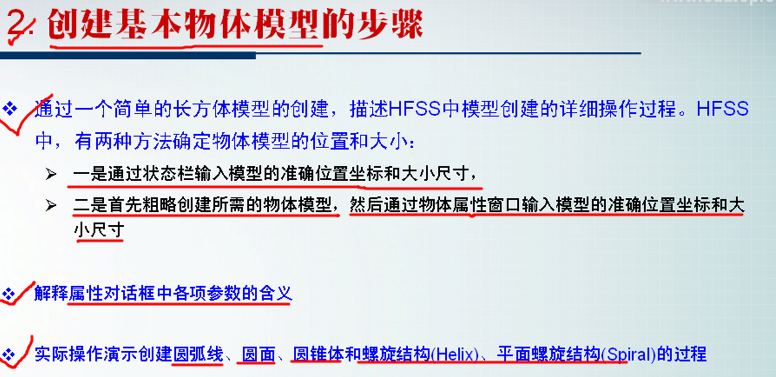 2. 创建基本物体模型的步骤
通过一个简单的长方体模型的创建，描述HFSS中模型创建的详细操作过程。HFSS
中，有两种方法确定物体模型的位置和大小：
一是通过状态栏输入模型的准确位置坐标和大小尺寸，
二是首先粗略创建所需的物体模型，然后通过物体属性窗口输入模型的准确位置坐标和大
小尺寸
解释属性对话框中各项参数的含义
实际操作演示创建圆弧线、圆面、圆锥体和螺旋结构(Helix)、平面螺旋结构(Spiral)的过程